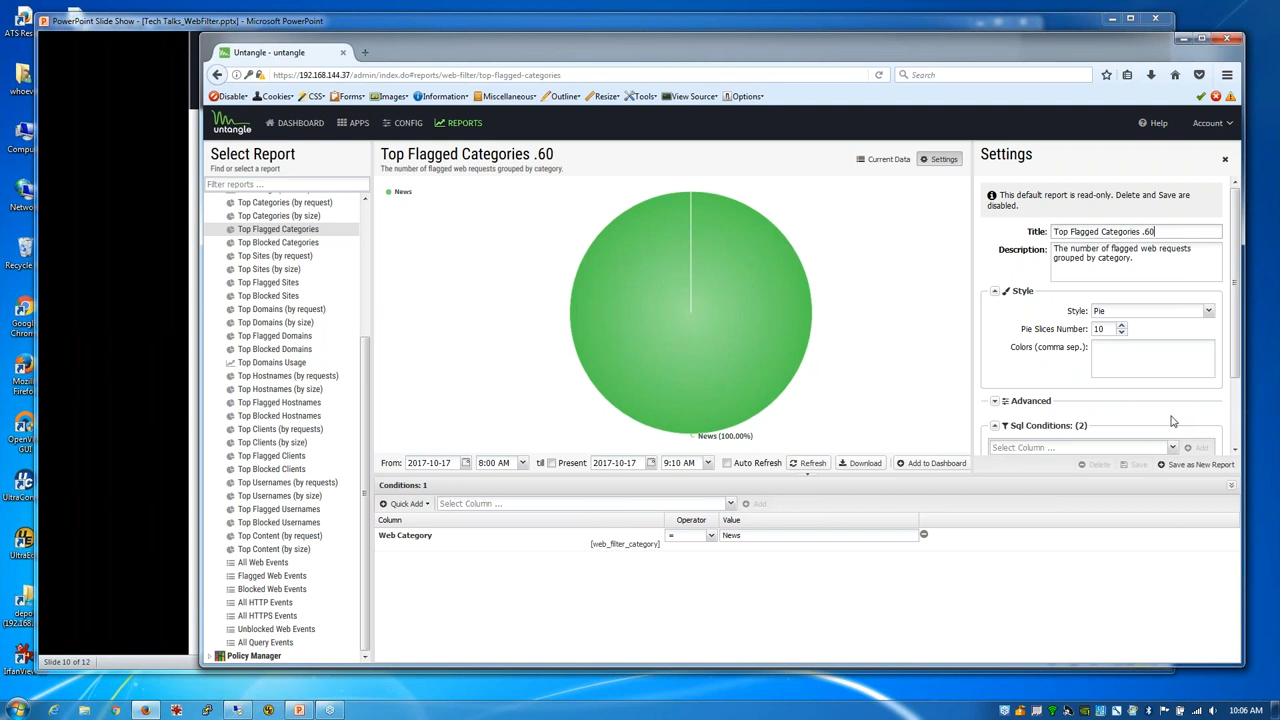 PowerPoint Slide Show - [Tech Talks_WebFilter.pptx] - Microsoft PowerPoint
Untangle - untangle
https://192.168.144.37/admin/index.do#reports/web-filter/top-flagged-categories
Search
Disable Cookies CSS Forms Images Information Miscellaneous Outline Resize Tools View Source Options
untangle
DASHBOARD APPS CONFIG REPORTS Help Account
Select Report
Find or select a report
Filter reports ...
Top Categories (by request)
Top Categories (by size)
Top Flagged Categories
Top Blocked Categories
Top Sites (by request)
Top Sites (by size)
Top Flagged Sites
Top Blocked Sites
Top Domains (by request)
Top Domains (by size)
Top Flagged Domains
Top Blocked Domains
Top Domains Usage
Top Hostnames (by requests)
Top Hostnames (by size)
Top Flagged Hostnames
Top Blocked Hostnames
Top Clients (by requests)
Top Clients (by size)
Top Flagged Clients
Top Blocked Clients
Top Usernames (by requests)
Top Usernames (by size)
Top Flagged Usernames
Top Blocked Usernames
Top Content (by request)
Top Content (by size)
All Web Events
Flagged Web Events
Blocked Web Events
All HTTP Events
All HTTPS Events
Unblocked Web Events
All Query Events
Policy Manager
Top Flagged Categories .60
The number of flagged web requests grouped by category.
Current Data Settings
News
News (100.00%)
From: 2017-10-17 8:00 AM till Present 2017-10-17 9:10 AM Auto Refresh Refresh Download Add to Dashboard
Conditions: 1
Quick Add Select Column ... Add
Column Operator Value
Web Category = News
[web_filter_category]
Settings
This default report is read-only. Delete and Save are
disabled.
Title: Top Flagged Categories .60
Description: The number of flagged web requests
grouped by category.
Style
Style: Pie
Pie Slices Number: 10
Colors (comma sep.):
Advanced
Sql Conditions: (2)
Select Column ... Add
Delete Save Save as New Report
ATS Res
Google
Slide 10 of 12
10:06 AM